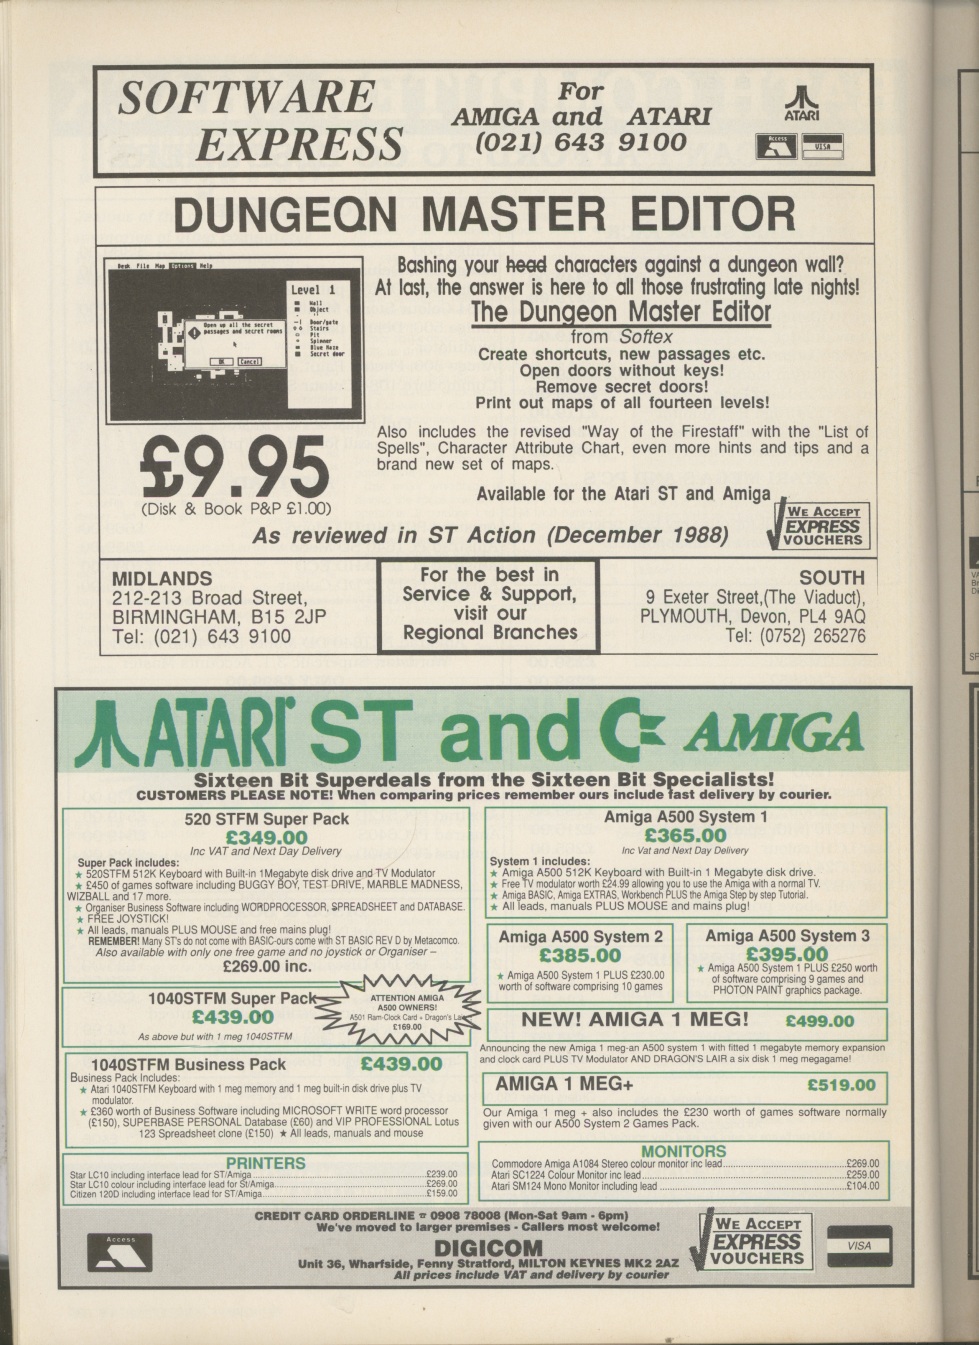 SOFTWARE
EXPRESS
For
AMIGA and ATARI
(021) 643 9100
ATARI
Access
VISA
DUNGEON MASTER EDITOR
Desk File Map Options Help
Open up all the secret
passages and secret rooms
OK Cancel
Level 1
Wall
Object
Door/gate
Stairs
Pit
Spinner
Blue Haze
Secret door
Bashing your head characters against a dungeon wall?
At last, the answer is here to all those frustrating late nights!
The Dungeon Master Editor
from Softex
Create shortcuts, new passages etc.
Open doors without keys!
Remove secret doors!
Print out maps of all fourteen levels!
£9.95
(Disk & Book P&P £1.00)
Also includes the revised "Way of the Firestaff" with the "List of
Spells", Character Attribute Chart, even more hints and tips and a
brand new set of maps.
Available for the Atari ST and Amiga
As reviewed in ST Action (December 1988)
WE ACCEPT
EXPRESS
VOUCHERS
MIDLANDS
212-213 Broad Street,
BIRMINGHAM, B15 2JP
Tel: (021) 643 9100
For the best in
Service & Support,
visit our
Regional Branches
SOUTH
9 Exeter Street,(The Viaduct),
PLYMOUTH, Devon, PL4 9AQ
Tel: (0752) 265276
ATARI ST and AMIGA
Sixteen Bit Superdeals from the Sixteen Bit Specialists!
CUSTOMERS PLEASE NOTE! When comparing prices remember ours include fast delivery by courier.
520 STFM Super Pack
£349.00
Inc VAT and Next Day Delivery
Super Pack includes:
★ 520STFM 512K Keyboard with Built-in 1Megabyte disk drive and TV Modulator
★ £450 of games software including BUGGY BOY, TEST DRIVE, MARBLE MADNESS,
WIZBALL and 17 more.
★ Organiser Business Software including WORDPROCESSOR, SPREADSHEET and DATABASE.
★ FREE JOYSTICK!
★ All leads, manuals PLUS MOUSE and free mains plug!
REMEMBER! Many ST's do not come with BASIC-ours come with ST BASIC REV D by Metacomco.
Also available with only one free game and no joystick or Organiser –
£269.00 inc.
1040STFM Super Pack
£439.00
As above but with 1 meg 1040STFM
ATTENTION AMIGA
A500 OWNERS!
A501 Ram-Clock Card + Dragon's Lair
£169.00
1040STFM Business Pack £439.00
Business Pack Includes:
★ Atari 1040STFM Keyboard with 1 meg memory and 1 meg built-in disk drive plus TV
modulator.
★ £360 worth of Business Software including MICROSOFT WRITE word processor
(£150), SUPERBASE PERSONAL Database (£60) and VIP PROFESSIONAL Lotus
123 Spreadsheet clone (£150) ★ All leads, manuals and mouse
PRINTERS
Star LC10 including interface lead for ST/Amiga £239.00
Star LC10 colour including interface lead for St/Amiga £269.00
Citizen 120D including interface lead for ST/Amiga £159.00
Amiga A500 System 1
£365.00
Inc Vat and Next Day Delivery
System 1 includes:
★ Amiga A500 512K Keyboard with Built-in 1 Megabyte disk drive.
★ Free TV modulator worth £24.99 allowing you to use the Amiga with a normal TV.
★ Amiga BASIC, Amiga EXTRAS, Workbench PLUS the Amiga Step by step Tutorial.
★ All leads, manuals PLUS MOUSE and mains plug!
Amiga A500 System 2
£385.00
★ Amiga A500 System 1 PLUS £230.00
worth of software comprising 10 games
Amiga A500 System 3
£395.00
★ Amiga A500 System 1 PLUS £250 worth
of software comprising 9 games and
PHOTON PAINT graphics package.
NEW! AMIGA 1 MEG! £499.00
Announcing the new Amiga 1 meg-an A500 system 1 with fitted 1 megabyte memory expansion
and clock card PLUS TV Modulator AND DRAGON'S LAIR a six disk 1 meg megagame!
AMIGA 1 MEG+ £519.00
Our Amiga 1 meg + also includes the £230 worth of games software normally
given with our A500 System 2 Games Pack.
MONITORS
Commodore Amiga A1084 Stereo colour monitor inc lead £269.00
Atari SC1224 Colour Monitor inc lead £259.00
Atari SM124 Mono Monitor including lead £104.00
Access
CREDIT CARD ORDERLINE ☎ 0908 78008 (Mon-Sat 9am - 6pm)
We've moved to larger premises - Callers most welcome!
DIGICOM
Unit 36, Wharfside, Fenny Stratford, MILTON KEYNES MK2 2AZ
All prices include VAT and delivery by courier
WE ACCEPT
EXPRESS
VOUCHERS
VISA